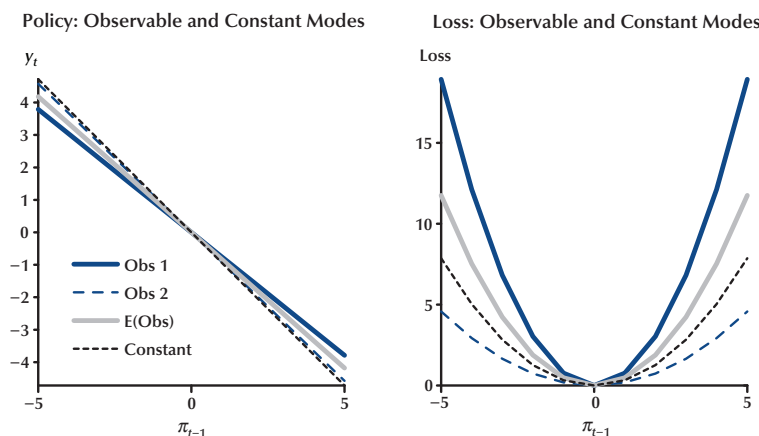 Policy: Observable and Constant Modes
y_t
4
3
2
1
0
−1
−2
−3
−4
Obs 1
Obs 2
E(Obs)
Constant
−5 0 5
π_{t−1}
Loss: Observable and Constant Modes
Loss
15
10
5
0
−5 0 5
π_{t−1}